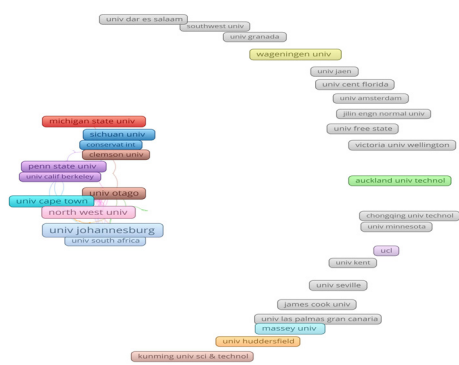 univ dar es salaam
southwest univ
univ granada
wageningen univ
univ jaen
univ cent florida
univ amsterdam
jilin engn normal univ
michigan state univ
univ free state
sichuan univ
conservat int
victoria univ wellington
clemson univ
penn state univ
univ calif berkeley
auckland univ technol
univ otago
univ cape town
north west univ
chongqing univ technol
univ minnesota
univ johannesburg
univ south africa
ucl
univ kent
univ seville
james cook univ
univ las palmas gran canaria
massey univ
univ huddersfield
kunming univ sci & technol